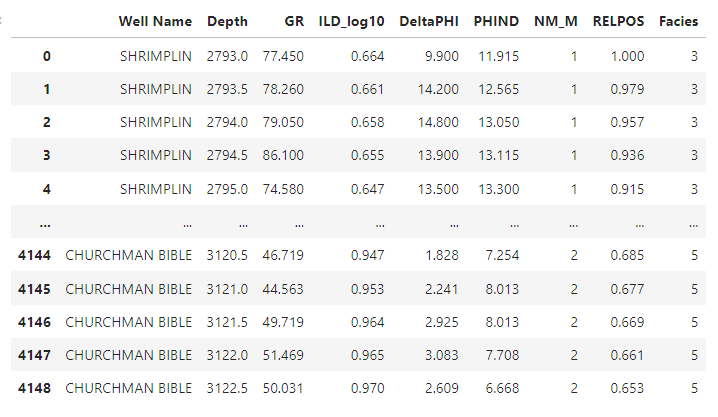 Well Name Depth GR ILD_log10 DeltaPHI PHIND NM_M RELPOS Facies
0 SHRIMPLIN 2793.0 77.450 0.664 9.900 11.915 1 1.000 3
1 SHRIMPLIN 2793.5 78.260 0.661 14.200 12.565 1 0.979 3
2 SHRIMPLIN 2794.0 79.050 0.658 14.800 13.050 1 0.957 3
3 SHRIMPLIN 2794.5 86.100 0.655 13.900 13.115 1 0.936 3
4 SHRIMPLIN 2795.0 74.580 0.647 13.500 13.300 1 0.915 3
... ... ... ... ... ... ... ... ... ...
4144 CHURCHMAN BIBLE 3120.5 46.719 0.947 1.828 7.254 2 0.685 5
4145 CHURCHMAN BIBLE 3121.0 44.563 0.953 2.241 8.013 2 0.677 5
4146 CHURCHMAN BIBLE 3121.5 49.719 0.964 2.925 8.013 2 0.669 5
4147 CHURCHMAN BIBLE 3122.0 51.469 0.965 3.083 7.708 2 0.661 5
4148 CHURCHMAN BIBLE 3122.5 50.031 0.970 2.609 6.668 2 0.653 5